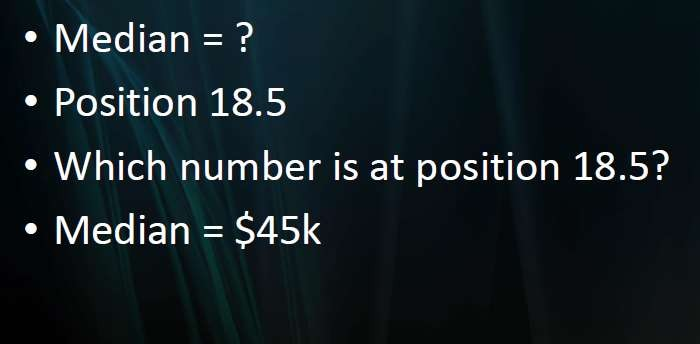 • Median = ?
• Position 18.5
• Which number is at position 18.5?
• Median = $45k